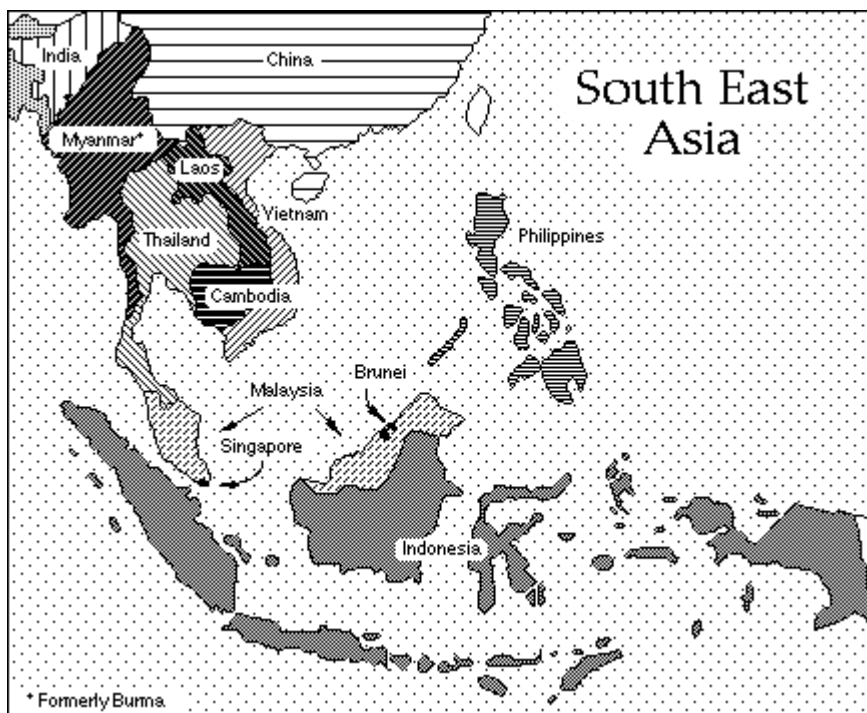 South East
Asia
India
China
Myanmar*
Laos
Vietnam
Thailand
Philippines
Cambodia
Brunei
Malaysia
Singapore
Indonesia
* Formerly Burma